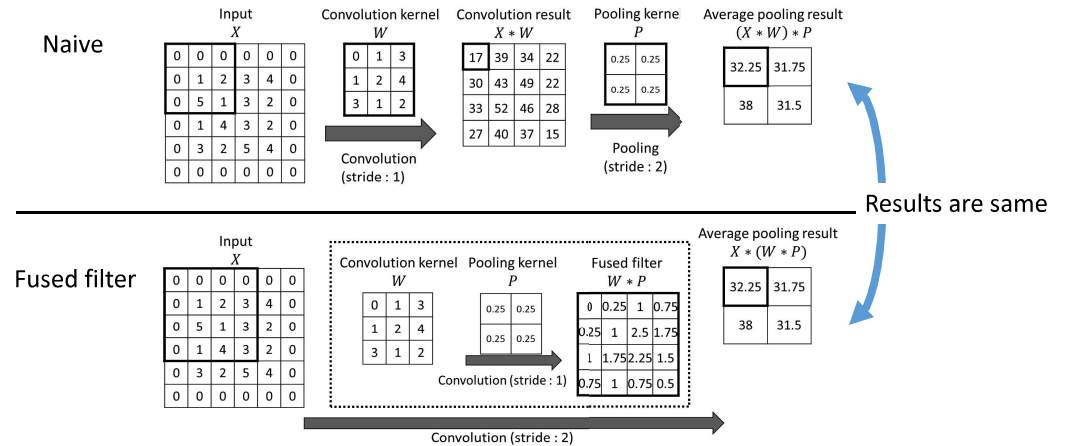 Naive
Input
X
0 0 0 0 0 0
0 1 2 3 4 0
0 5 1 3 2 0
0 1 4 3 2 0
0 3 2 5 4 0
0 0 0 0 0 0
Convolution kernel
W
0 1 3
1 2 4
3 1 2
Convolution
(stride : 1)
Convolution result
X ∗ W
17 39 34 22
30 43 49 22
33 52 46 28
27 40 37 15
Pooling kerne
P
0.25 0.25
0.25 0.25
Pooling
(stride : 2)
Average pooling result
(X ∗ W) ∗ P
32.25 31.75
38 31.5
Results are same
Fused filter
Input
X
0 0 0 0 0 0
0 1 2 3 4 0
0 5 1 3 2 0
0 1 4 3 2 0
0 3 2 5 4 0
0 0 0 0 0 0
Convolution kernel
W
0 1 3
1 2 4
3 1 2
Pooling kernel
P
0.25 0.25
0.25 0.25
Convolution (stride : 1)
Fused filter
W ∗ P
0 0.25 1 0.75
0.25 1 2.5 1.75
1 1.75 2.25 1.5
0.75 1 0.75 0.5
Convolution (stride : 2)
Average pooling result
X ∗ (W ∗ P)
32.25 31.75
38 31.5